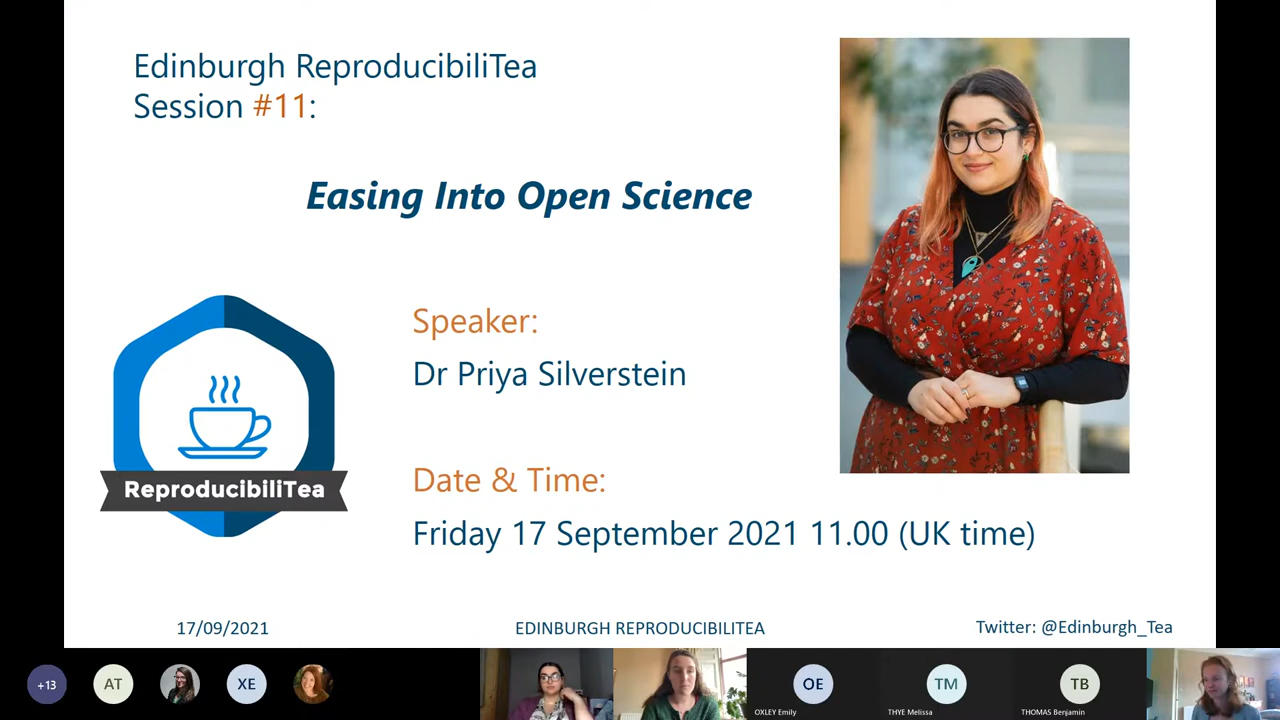 Edinburgh ReproducibiliTea
Session #11:
Easing Into Open Science
Speaker:
Dr Priya Silverstein
ReproducibiliTea
Date & Time:
Friday 17 September 2021 11.00 (UK time)
17/09/2021
EDINBURGH REPRODUCIBILITEA
Twitter: @Edinburgh_Tea
+13
AT
XE
OE
TM
TB
OXLEY Emily
THYE Melissa
THOMAS Benjamin